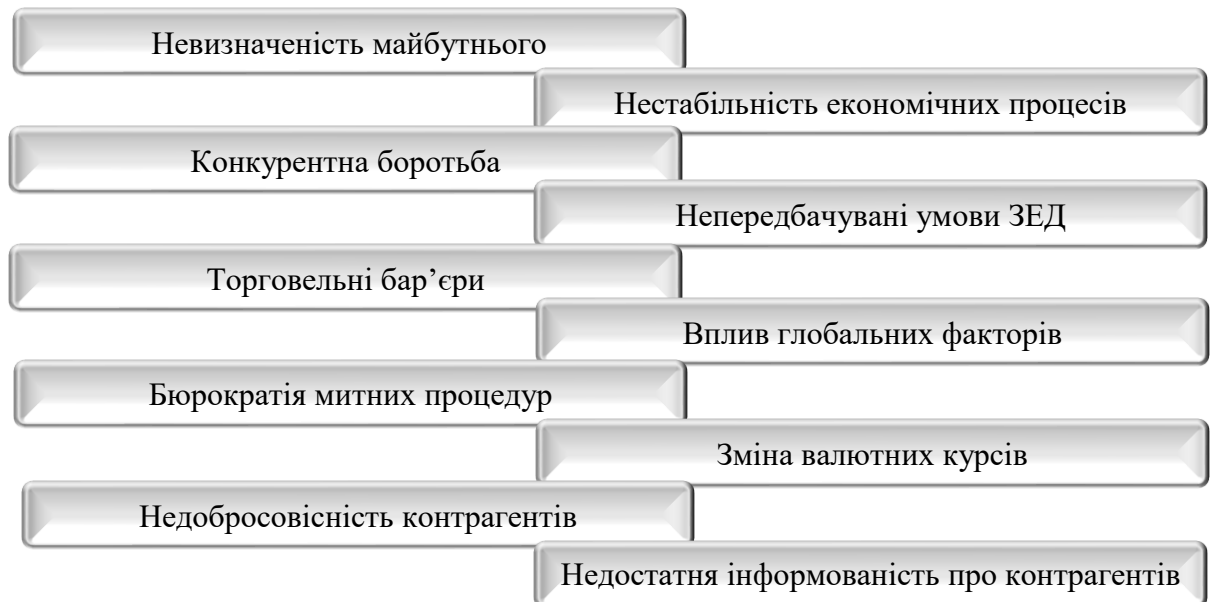 Невизначеність майбутнього
Нестабільність економічних процесів
Конкурентна боротьба
Непередбачувані умови ЗЕД
Торговельні бар’єри
Вплив глобальних факторів
Бюрократія митних процедур
Зміна валютних курсів
Недобросовісність контрагентів
Недостатня інформованість про контрагентів